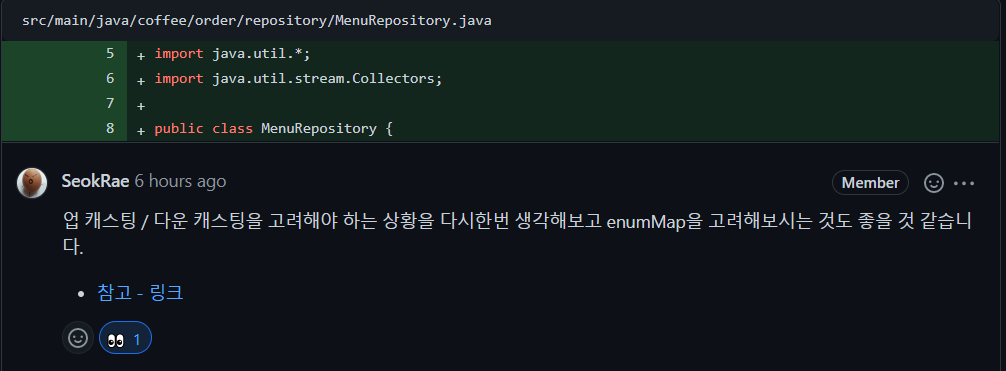 src/main/java/coffee/order/repository/MenuRepository.java
5 + import java.util.*;
6 + import java.util.stream.Collectors;
7 +
8 + public class MenuRepository {
SeokRae 6 hours ago Member
업 캐스팅 / 다운 캐스팅을 고려해야 하는 상황을 다시한번 생각해보고 enumMap을 고려해보시는 것도 좋을 것 같습니
다.
• 참고 - 링크
1